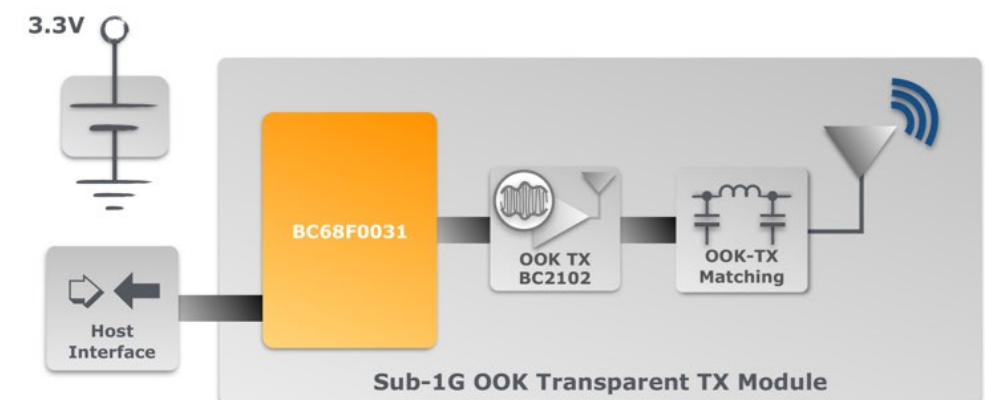 3.3V
BC68F0031
OOK TX
BC2102
OOK-TX
Matching
Host
Interface
Sub-1G OOK Transparent TX Module